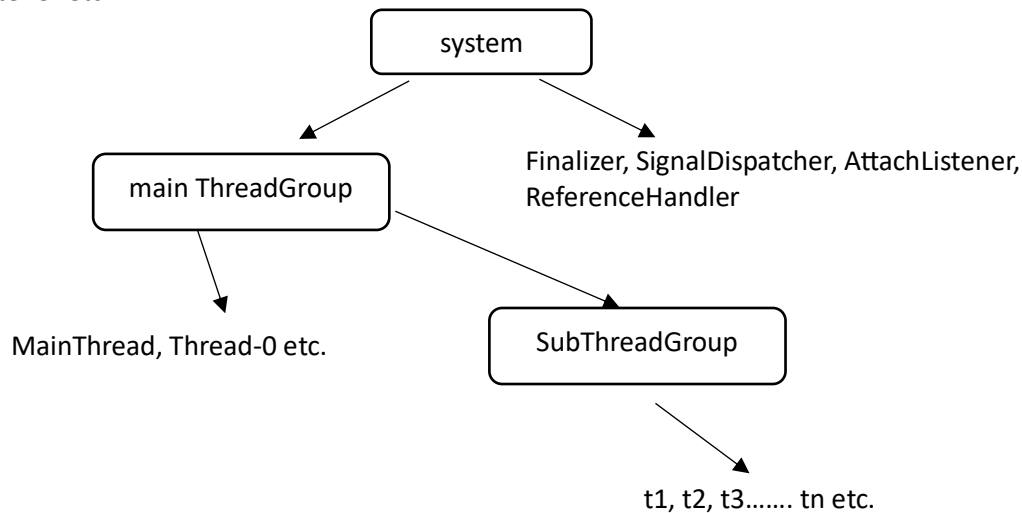 system
Finalizer, SignalDispatcher, AttachListener,
ReferenceHandler
main ThreadGroup
MainThread, Thread-0 etc.
SubThreadGroup
t1, t2, t3……. tn etc.